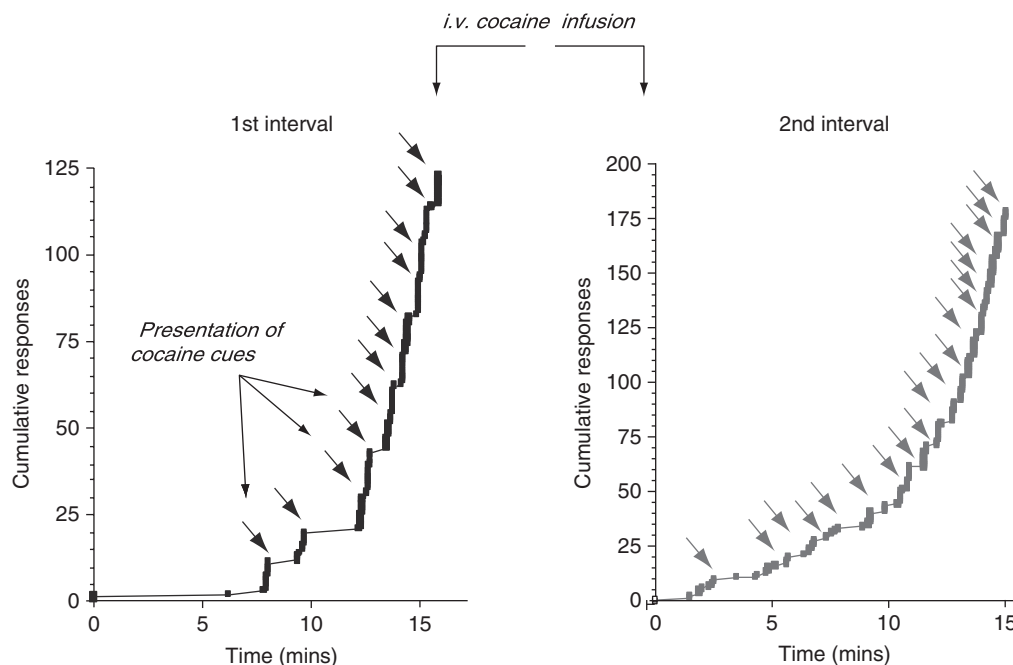 i.v. cocaine infusion
1st interval
125
100
75
50
25
0
0
5
10
15
Cumulative responses
Time (mins)
Presentation of
cocaine cues
2nd interval
200
175
150
125
100
75
50
25
0
0
5
10
15
Cumulative responses
Time (mins)